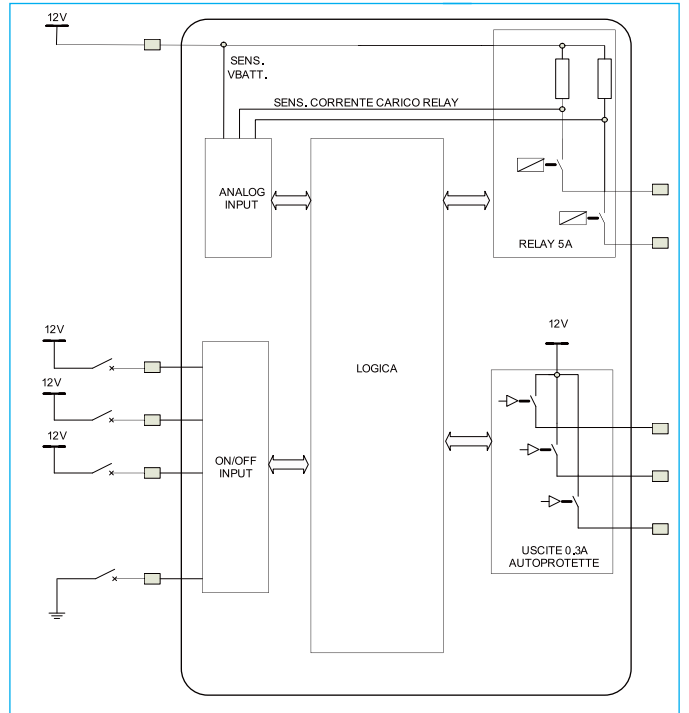 12V
SENS.
VBATT.
SENS. CORRENTE CARICO RELAY
ANALOG
INPUT
RELAY 5A
12V
12V
12V
12V
LOGICA
ON/OFF
INPUT
USCITE 0.3A
AUTOPROTETTE